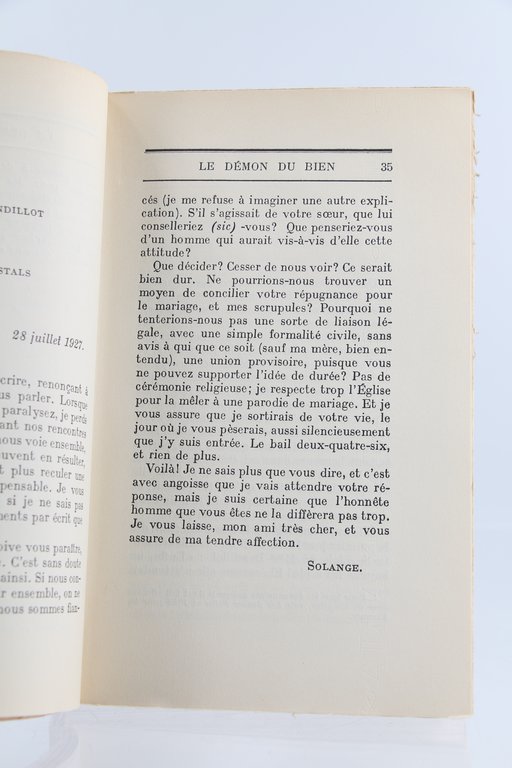 NDILLOT
STALS
28 juillet 1927.
crire, renonçant à
us parler. Lorsque
paralysez, je perds
ant nos rencontres
nous voie ensemble,
uvent en résulter,
t plus reculer une
pensable. Je vous
si je ne sais pas
ments par écrit que
oive vous paraître,
. C'est sans doute
ainsi. Si nous con-
r ensemble, on ne
nous sommes fian-
LE DÉMON DU BIEN 35
cés (je me refuse à imaginer une autre expli-
cation). S'il s'agissait de votre sœur, que lui
conselleriez (sic) -vous? Que penseriez-vous
d'un homme qui aurait vis-à-vis d'elle cette
attitude?
Que décider? Cesser de nous voir? Ce serait
bien dur. Ne pourrions-nous trouver un
moyen de concilier votre répugnance pour
le mariage, et mes scrupules? Pourquoi ne
tenterions-nous pas une sorte de liaison lé-
gale, avec une simple formalité civile, sans
avis à qui que ce soit (sauf ma mère, bien en-
tendu), une union provisoire, puisque vous
ne pouvez supporter l'idée de durée? Pas de
cérémonie religieuse; je respecte trop l'Église
pour la mêler à une parodie de mariage. Et je
vous assure que je sortirais de votre vie, le
jour où je vous pèserais, aussi silencieusement
que j'y suis entrée. Le bail deux-quatre-six,
et rien de plus.
Voilà! Je ne sais plus que vous dire, et c'est
avec angoisse que je vais attendre votre ré-
ponse, mais je suis certaine que l'honnête
homme que vous êtes ne la différera pas trop.
Je vous laisse, mon ami très cher, et vous
assure de ma tendre affection.
SOLANGE.